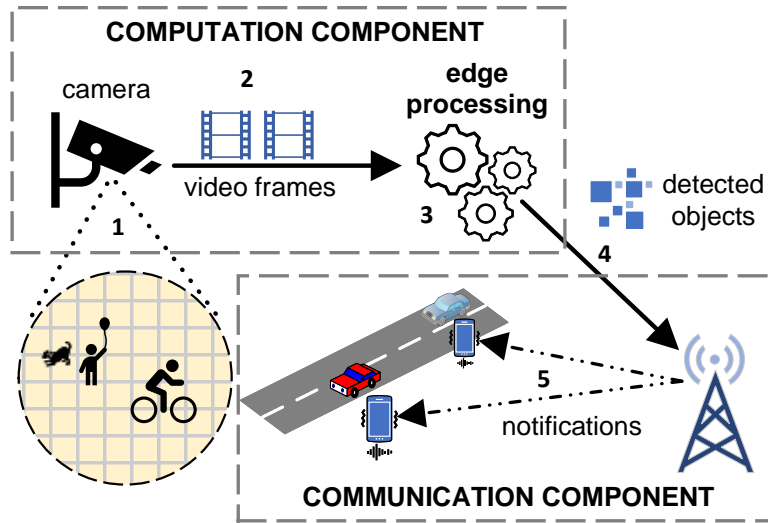 COMPUTATION COMPONENT
camera
2
edge
processing
video frames
1
3
detected
objects
4
5
notifications
COMMUNICATION COMPONENT